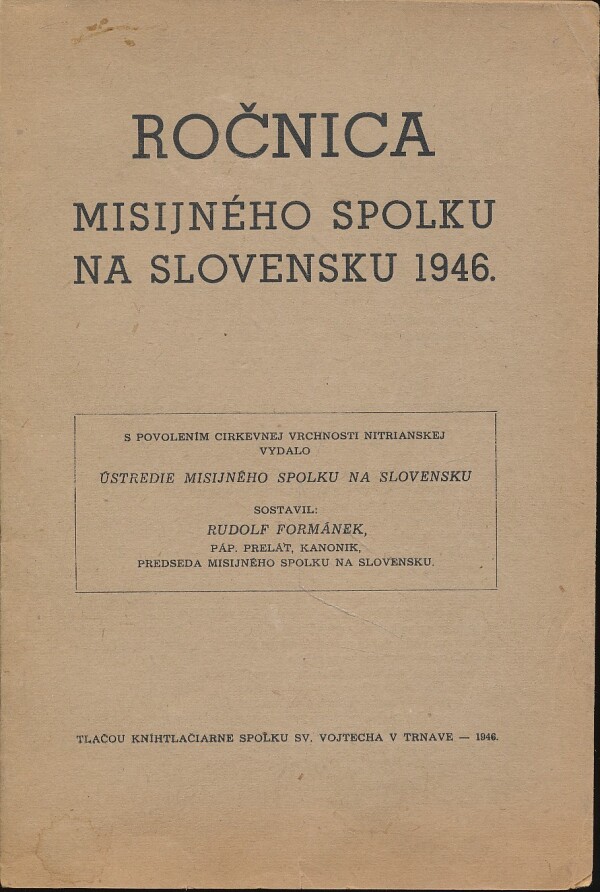 ROČNICA
MISIJNÉHO SPOLKU
NA SLOVENSKU 1946.
S POVOLENÍM CIRKEVNEJ VRCHNOSTI NITRIANSKEJ
VYDALO
ÚSTREDIE MISIJNÉHO SPOLKU NA SLOVENSKU
SOSTAVIL:
RUDOLF FORMÁNEK,
PÁP. PRELÁT, KANONIK,
PREDSEDA MISIJNÉHO SPOLKU NA SLOVENSKU.
TLAČOU KNÍHTLAČIARNE SPOLKU SV. VOJTECHA V TRNAVE — 1946.